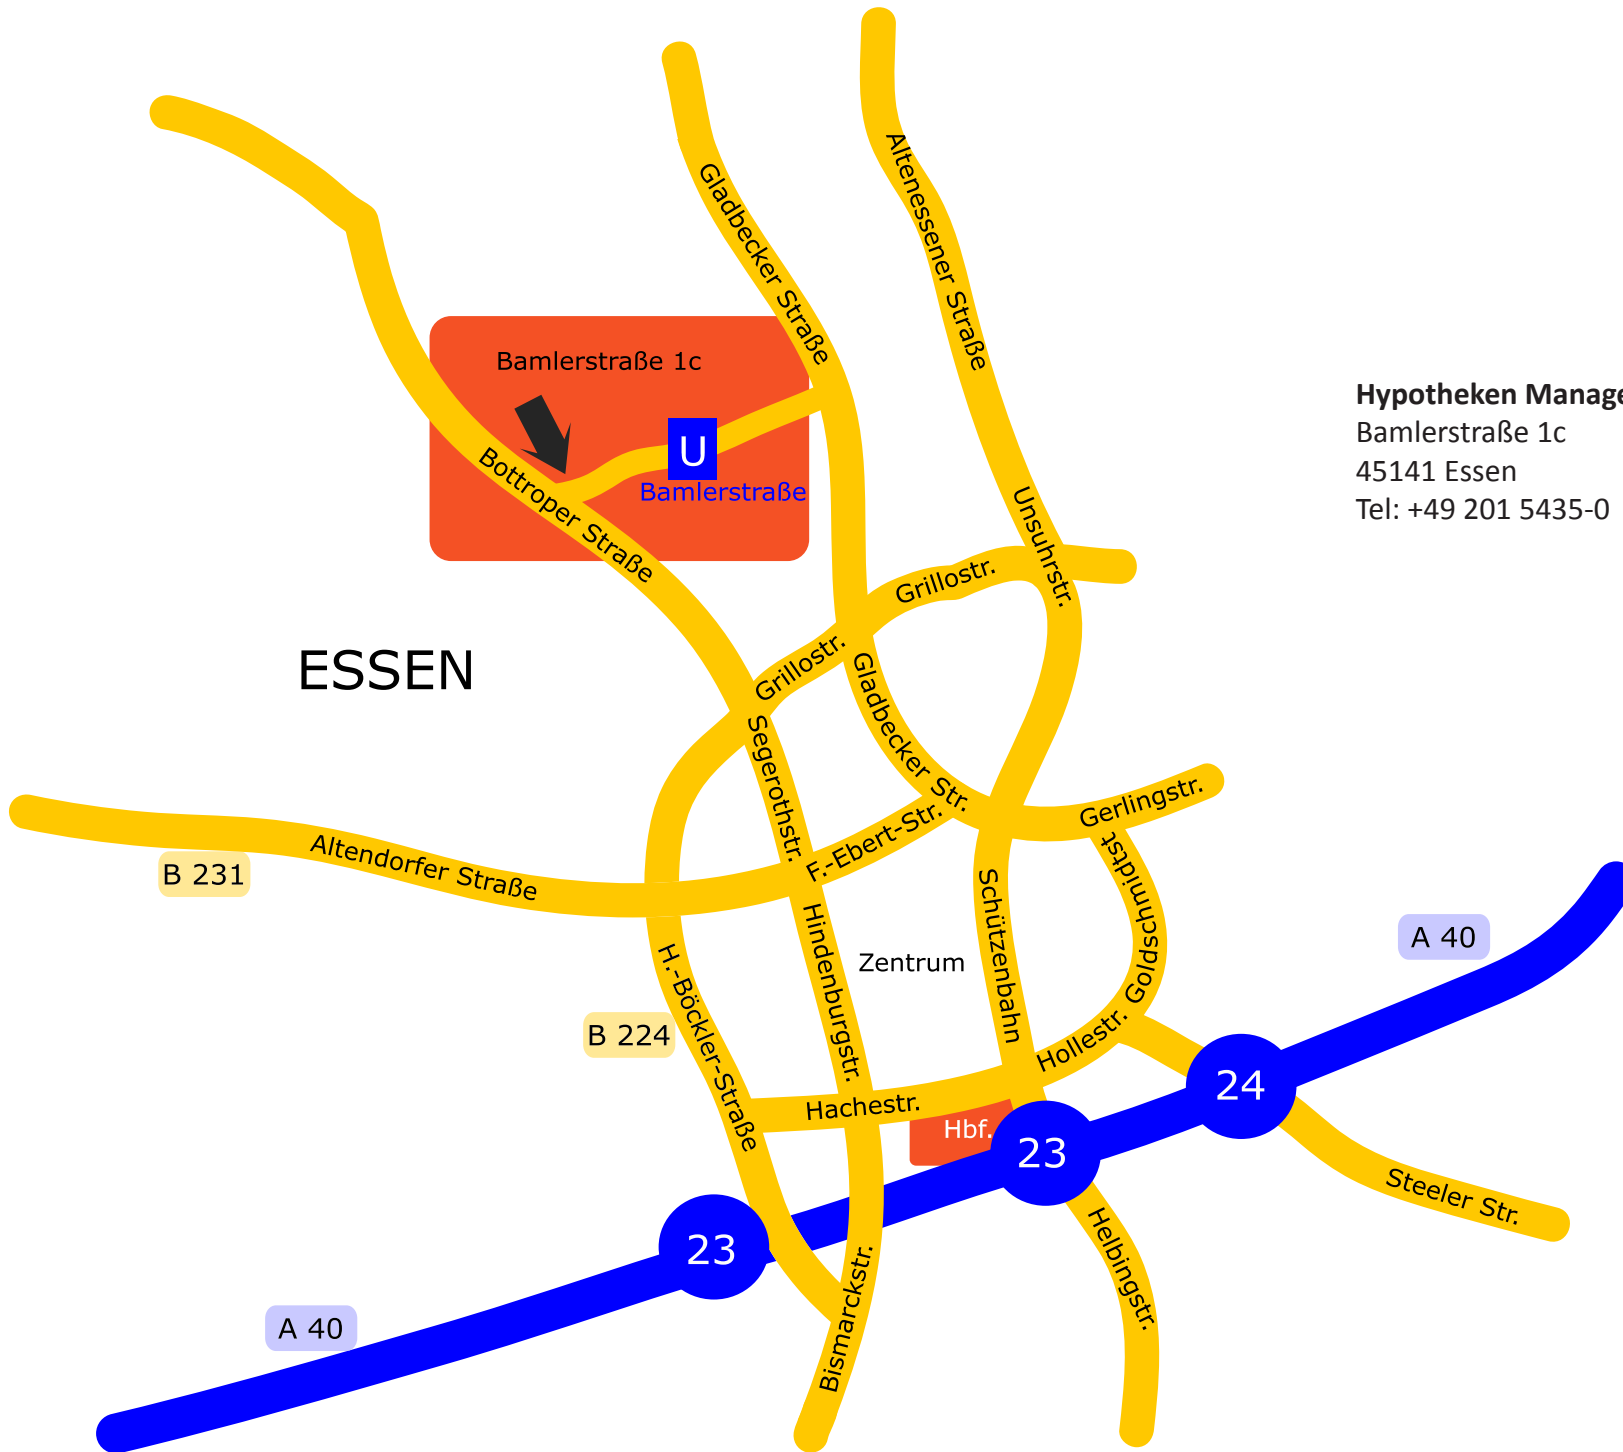 Altenessener Straße
Gladbecker Straße
Bamlerstraße 1c
U
Bamlerstraße
Bottroper Straße
Hypotheken Manage
Bamlerstraße 1c
45141 Essen
Tel: +49 201 5435-0
Unsuhrstr.
Grillostr.
Grillostr.
ESSEN
Gladbecker Str.
Segerothstr.
Gerlingstr.
F.-Ebert-Str.
Altendorfer Straße
B 231
Goldschmidtst
Schützenbahn
Hindenburgstr.
Zentrum
A 40
H.-Böckler-Straße
B 224
Hollestr.
24
Hachestr.
Hbf.
23
Steeler Str.
23
Helbingstr.
Bismarckstr.
A 40